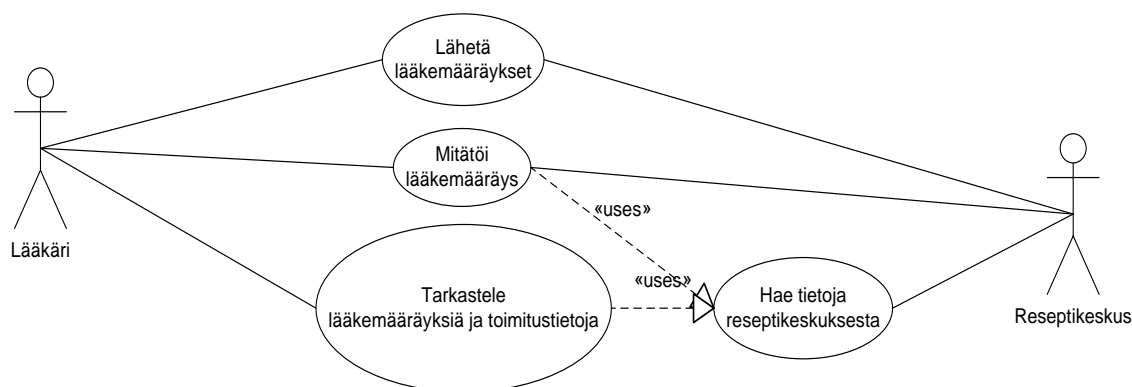 Lähetä
lääkemääräykset
Mitätöi
lääkemääräys
«uses»
Lääkäri
«uses»
Tarkastele
lääkemääräyksiä ja toimitustietoja
Hae tietoja
reseptikeskuksesta
Reseptikeskus